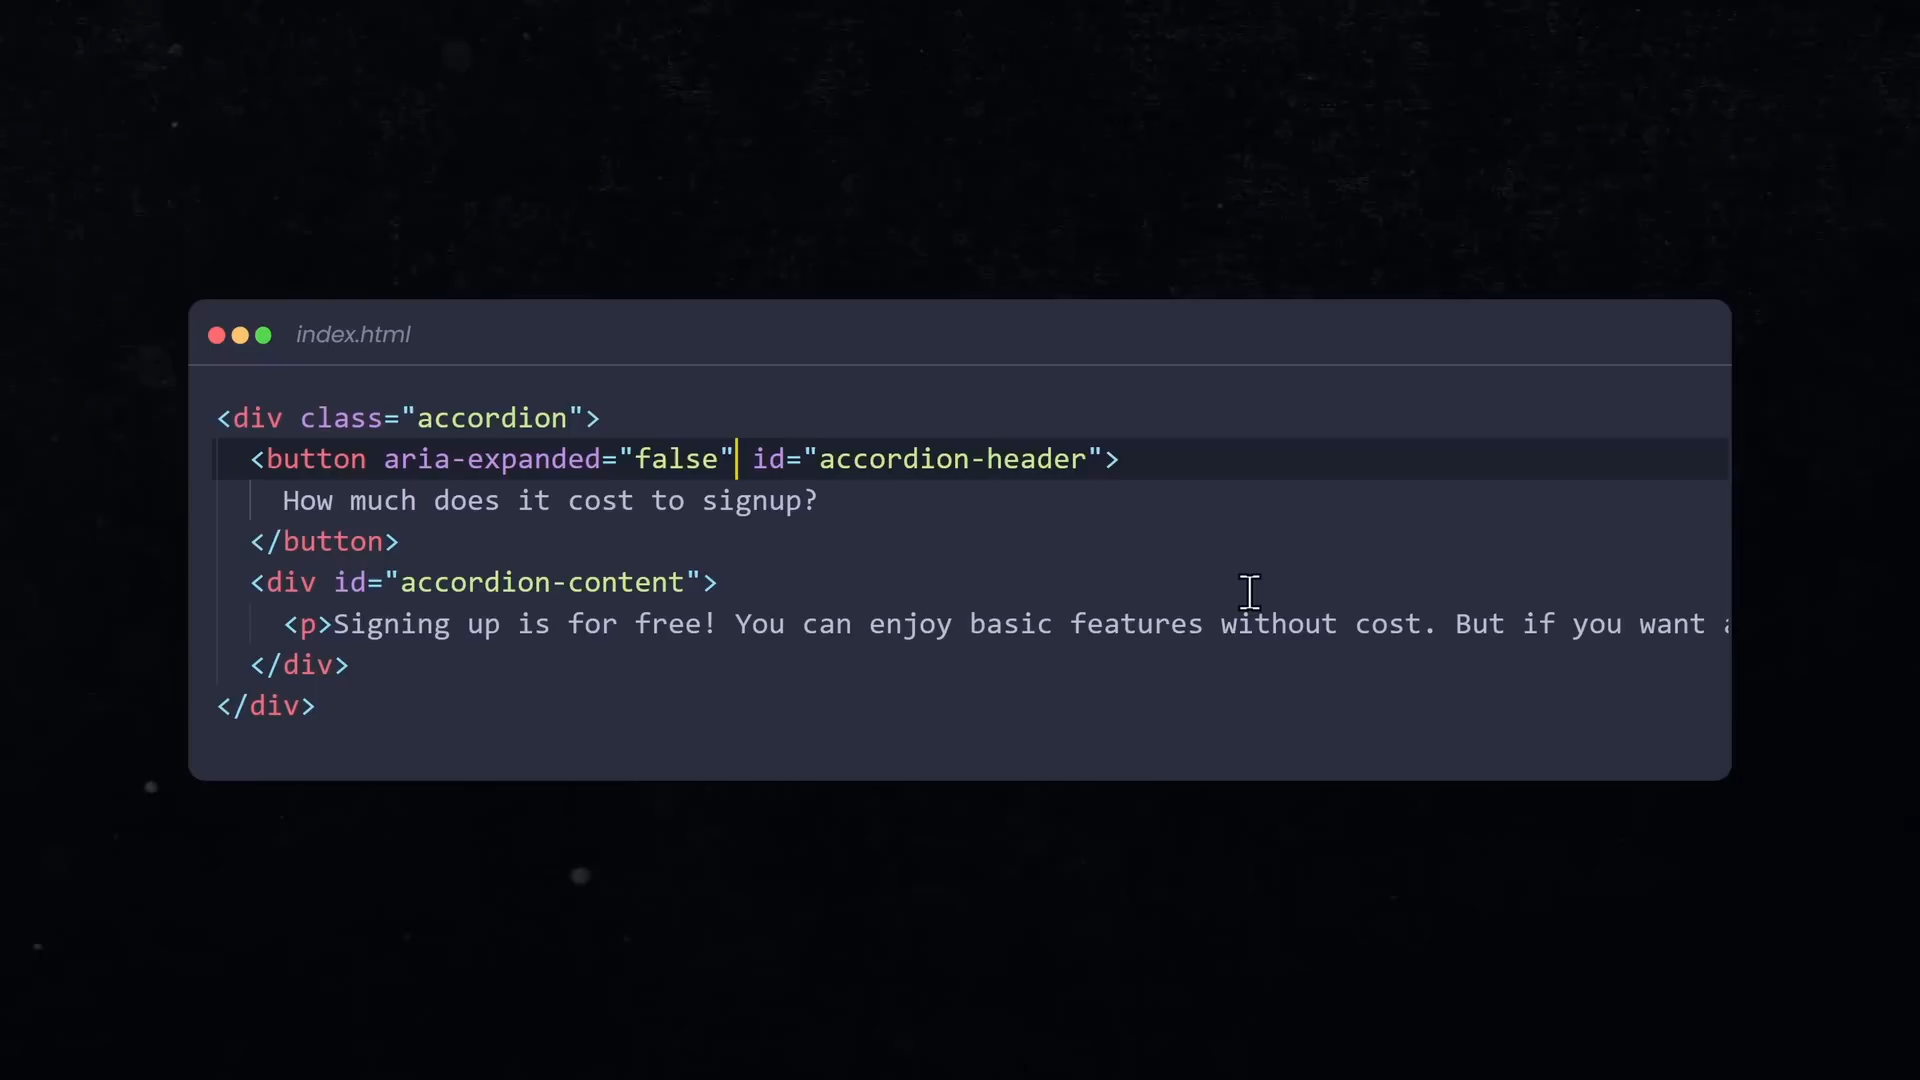 index.html
<div class="accordion">
<button aria-expanded="false" id="accordion-header">
How much does it cost to signup?
</button>
<div id="accordion-content">
<p>Signing up is for free! You can enjoy basic features without cost. But if you want
</div>
</div>